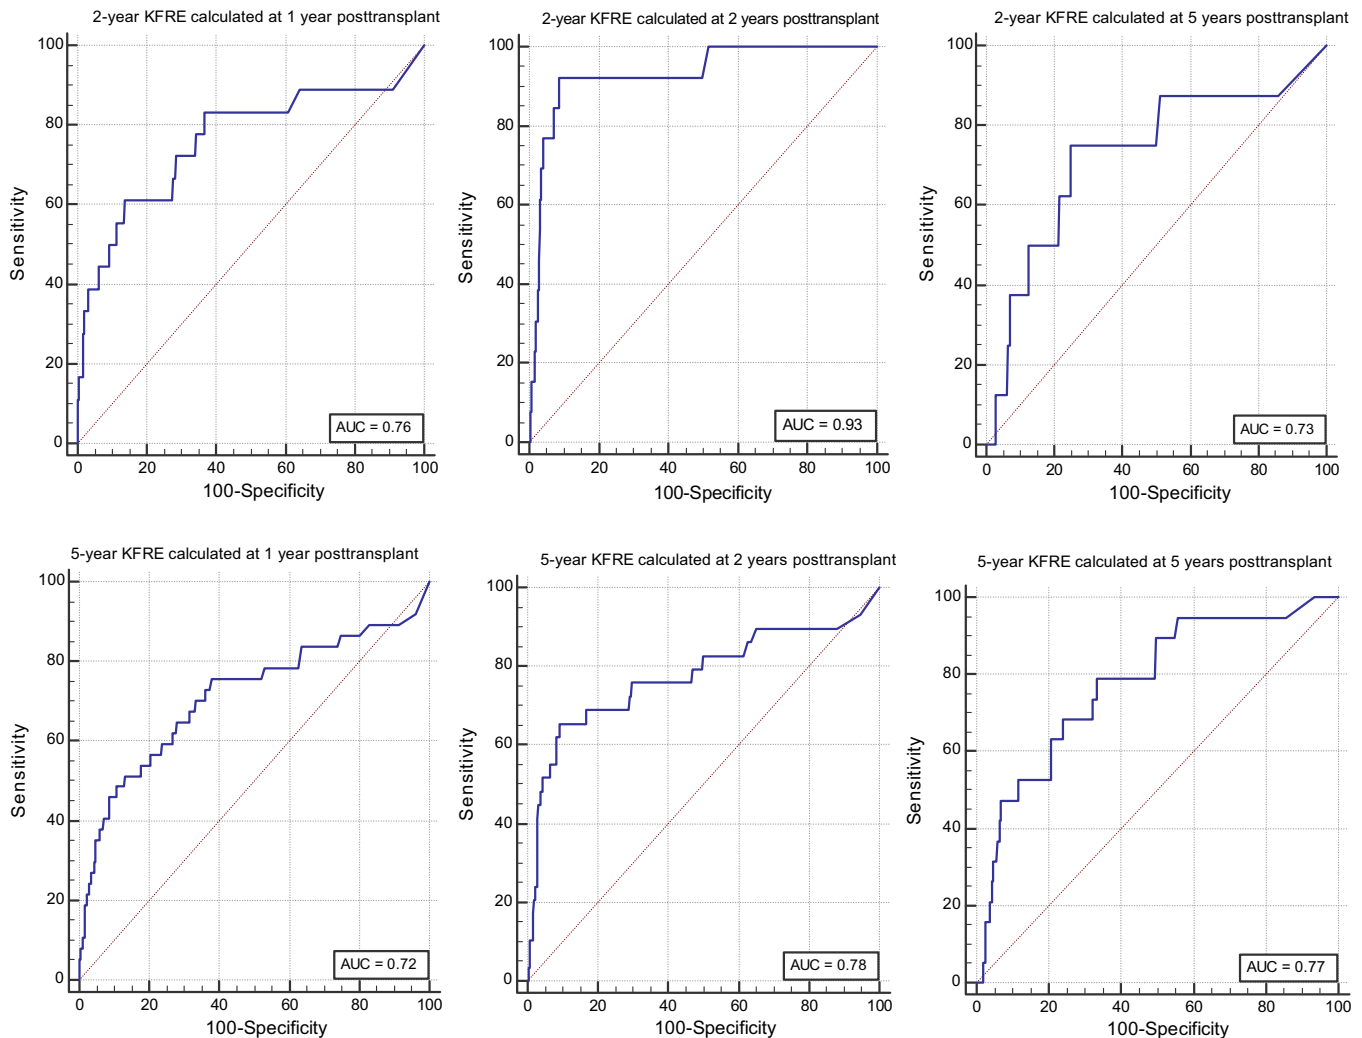 2-year KFRE calculated at 1 year posttransplant
100
80
60
40
20
0
Sensitivity
AUC = 0.76
0 20 40 60 80 100
100-Specificity
2-year KFRE calculated at 2 years posttransplant
100
80
60
40
20
0
Sensitivity
AUC = 0.93
0 20 40 60 80 100
100-Specificity
2-year KFRE calculated at 5 years posttransplant
100
80
60
40
20
0
Sensitivity
AUC = 0.73
0 20 40 60 80 100
100-Specificity
5-year KFRE calculated at 1 year posttransplant
100
80
60
40
20
0
Sensitivity
AUC = 0.72
0 20 40 60 80 100
100-Specificity
5-year KFRE calculated at 2 years posttransplant
100
80
60
40
20
0
Sensitivity
AUC = 0.78
0 20 40 60 80 100
100-Specificity
5-year KFRE calculated at 5 years posttransplant
100
80
60
40
20
0
Sensitivity
AUC = 0.77
0 20 40 60 80 100
100-Specificity